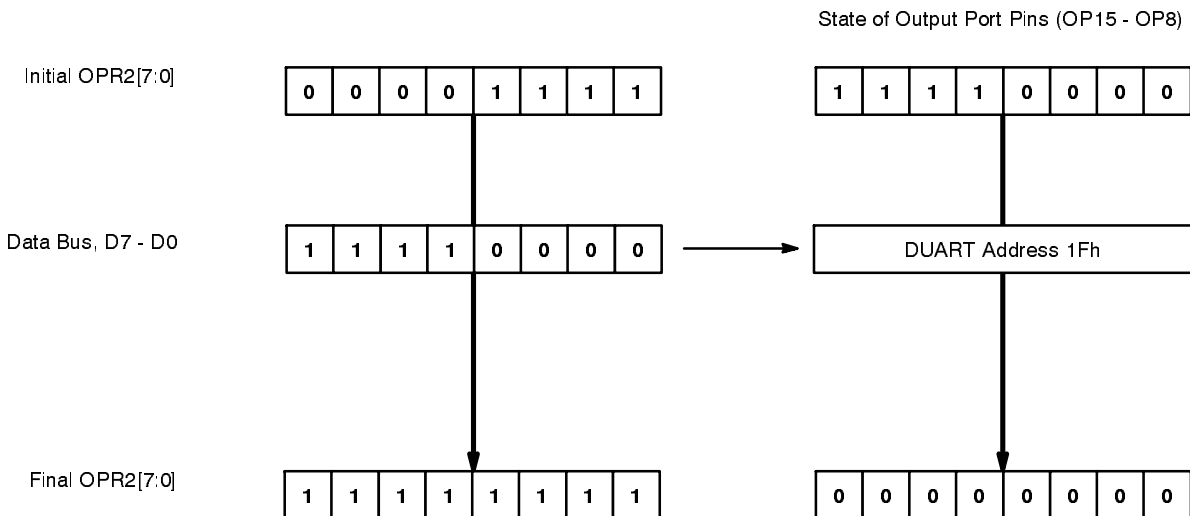 State of Output Port Pins (OP15 - OP8)
Initial OPR2[7:0]
0 0 0 0 1 1 1 1
1 1 1 1 0 0 0 0
Data Bus, D7 - D0
1 1 1 1 0 0 0 0
DUART Address 1Fh
Final OPR2[7:0]
1 1 1 1 1 1 1 1
0 0 0 0 0 0 0 0